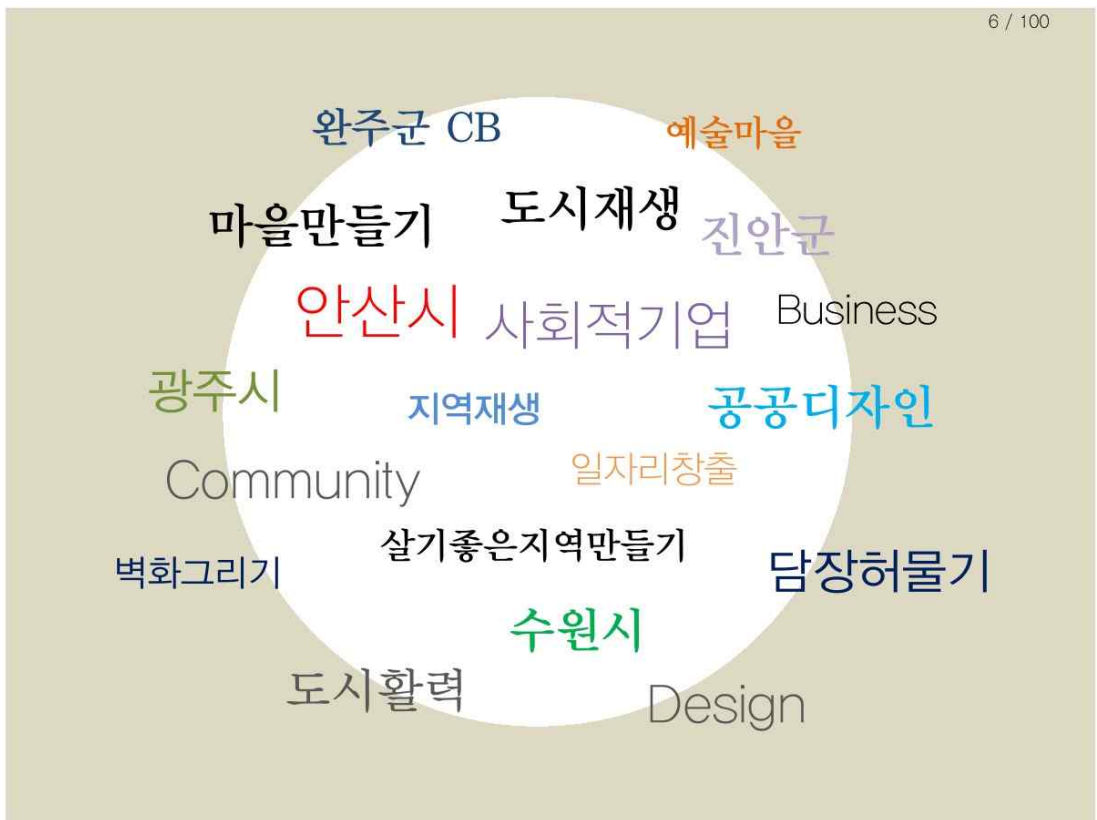 6 / 100
완주군 CB
예술마을
마을만들기
도시재생
진안군
안산시
사회적기업
Business
광주시
지역재생
공공디자인
Community
일자리창출
살기좋은지역만들기
벽화그리기
담장허물기
수원시
도시활력
Design